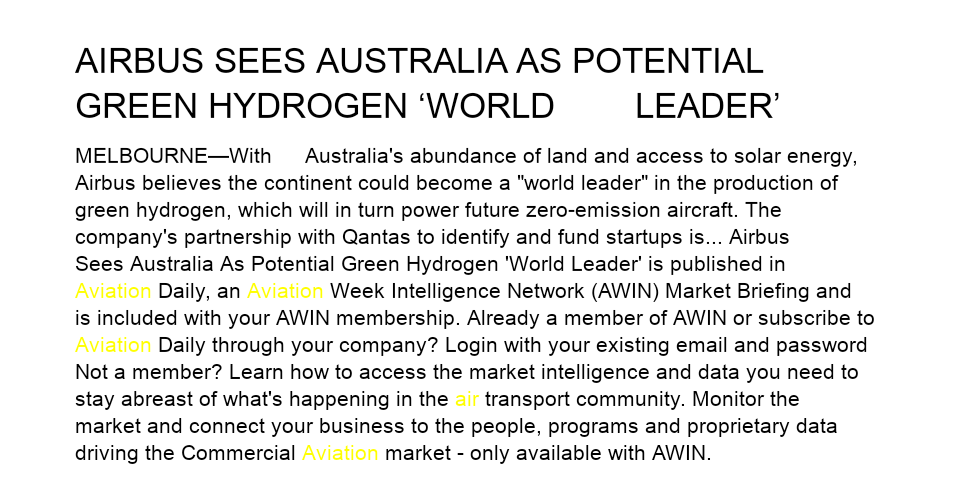 AIRBUS SEES AUSTRALIA AS POTENTIAL
GREEN HYDROGEN ‘WORLD LEADER’
MELBOURNE—With Australia's abundance of land and access to solar energy,
Airbus believes the continent could become a "world leader" in the production of
green hydrogen, which will in turn power future zero-emission aircraft. The
company's partnership with Qantas to identify and fund startups is... Airbus
Sees Australia As Potential Green Hydrogen 'World Leader' is published in
Aviation Daily, an Aviation Week Intelligence Network (AWIN) Market Briefing and
is included with your AWIN membership. Already a member of AWIN or subscribe to
Aviation Daily through your company? Login with your existing email and password
Not a member? Learn how to access the market intelligence and data you need to
stay abreast of what's happening in the air transport community. Monitor the
market and connect your business to the people, programs and proprietary data
driving the Commercial Aviation market - only available with AWIN.